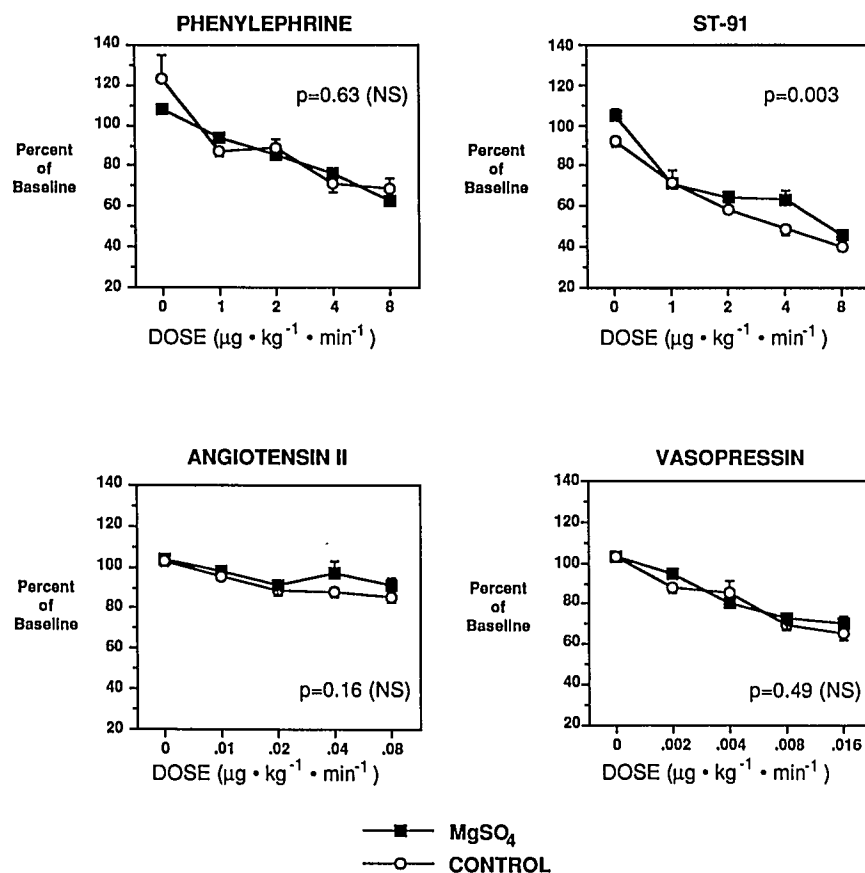 PHENYLEPHRINE
140
120
100
80
60
40
20
Percent
of
Baseline
p=0.63 (NS)
0 1 2 4 8
DOSE (µg • kg⁻¹ • min⁻¹ )
ST-91
140
120
100
80
60
40
20
Percent
of
Baseline
p=0.003
0 1 2 4 8
DOSE (µg • kg⁻¹ • min⁻¹ )
ANGIOTENSIN II
140
120
100
80
60
40
20
Percent
of
Baseline
p=0.16 (NS)
0 .01 .02 .04 .08
DOSE (µg • kg⁻¹ • min⁻¹ )
VASOPRESSIN
140
120
100
80
60
40
20
Percent
of
Baseline
p=0.49 (NS)
0 .002 .004 .008 .016
DOSE (µg • kg⁻¹ • min⁻¹ )
MgSO₄
CONTROL